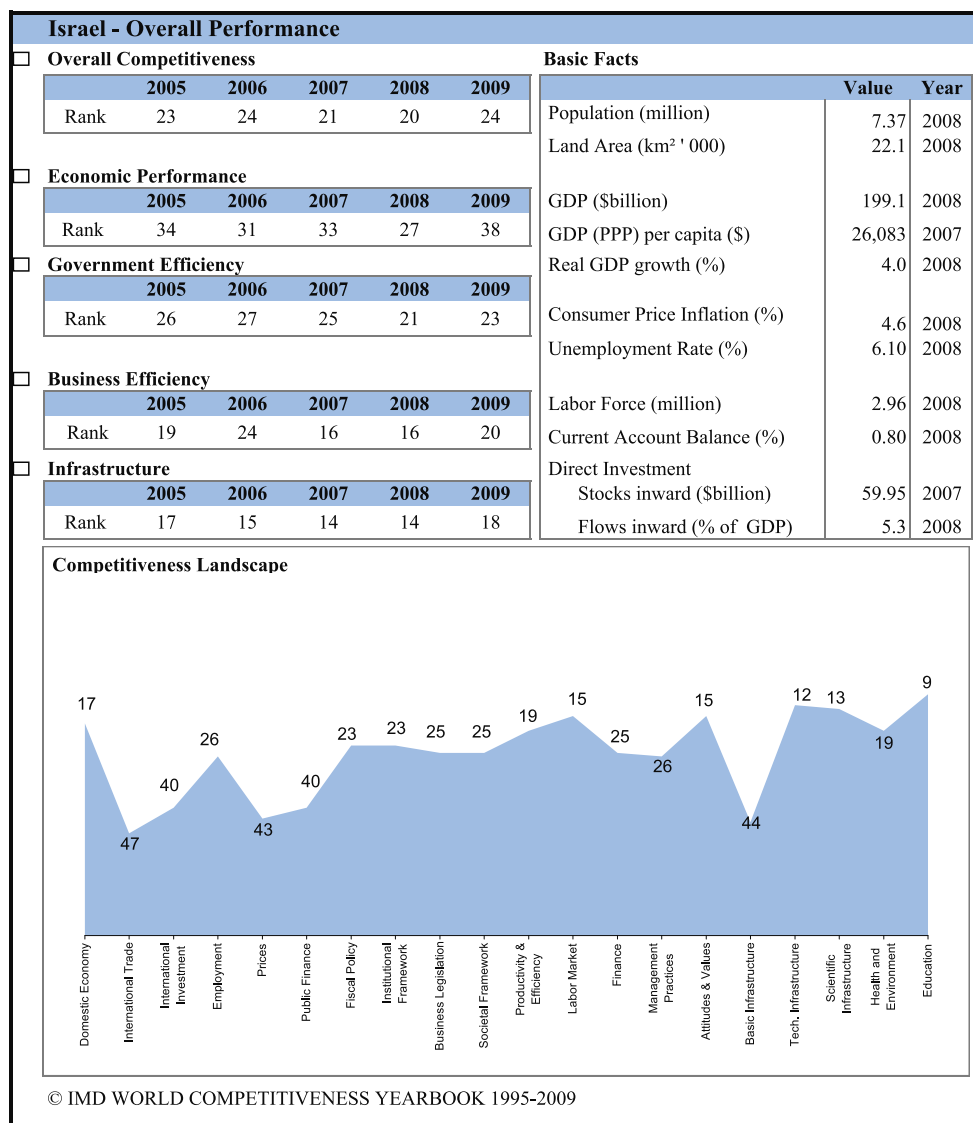 Israel - Overall Performance
Overall Competitiveness
2005 2006 2007 2008 2009
Rank 23 24 21 20 24
Economic Performance
2005 2006 2007 2008 2009
Rank 34 31 33 27 38
Government Efficiency
2005 2006 2007 2008 2009
Rank 26 27 25 21 23
Business Efficiency
2005 2006 2007 2008 2009
Rank 19 24 16 16 20
Infrastructure
2005 2006 2007 2008 2009
Rank 17 15 14 14 18
Basic Facts
Value Year
Population (million) 7.37 2008
Land Area (km² ' 000) 22.1 2008
GDP ($billion) 199.1 2008
GDP (PPP) per capita ($) 26,083 2007
Real GDP growth (%) 4.0 2008
Consumer Price Inflation (%) 4.6 2008
Unemployment Rate (%) 6.10 2008
Labor Force (million) 2.96 2008
Current Account Balance (%) 0.80 2008
Direct Investment
Stocks inward ($billion) 59.95 2007
Flows inward (% of GDP) 5.3 2008
Competitiveness Landscape
17 47 40 26 43 40 23 23 25 25 19 15 25 26 15 44 12 13 19 9
Domestic Economy
International Trade
International
Investment
Employment
Prices
Public Finance
Fiscal Policy
Institutional
Framework
Business Legislation
Societal Framework
Productivity &
Efficiency
Labor Market
Finance
Management
Practices
Attitudes & Values
Basic Infrastructure
Tech. Infrastructure
Scientific
Infrastructure
Health and
Environment
Education
© IMD WORLD COMPETITIVENESS YEARBOOK 1995-2009